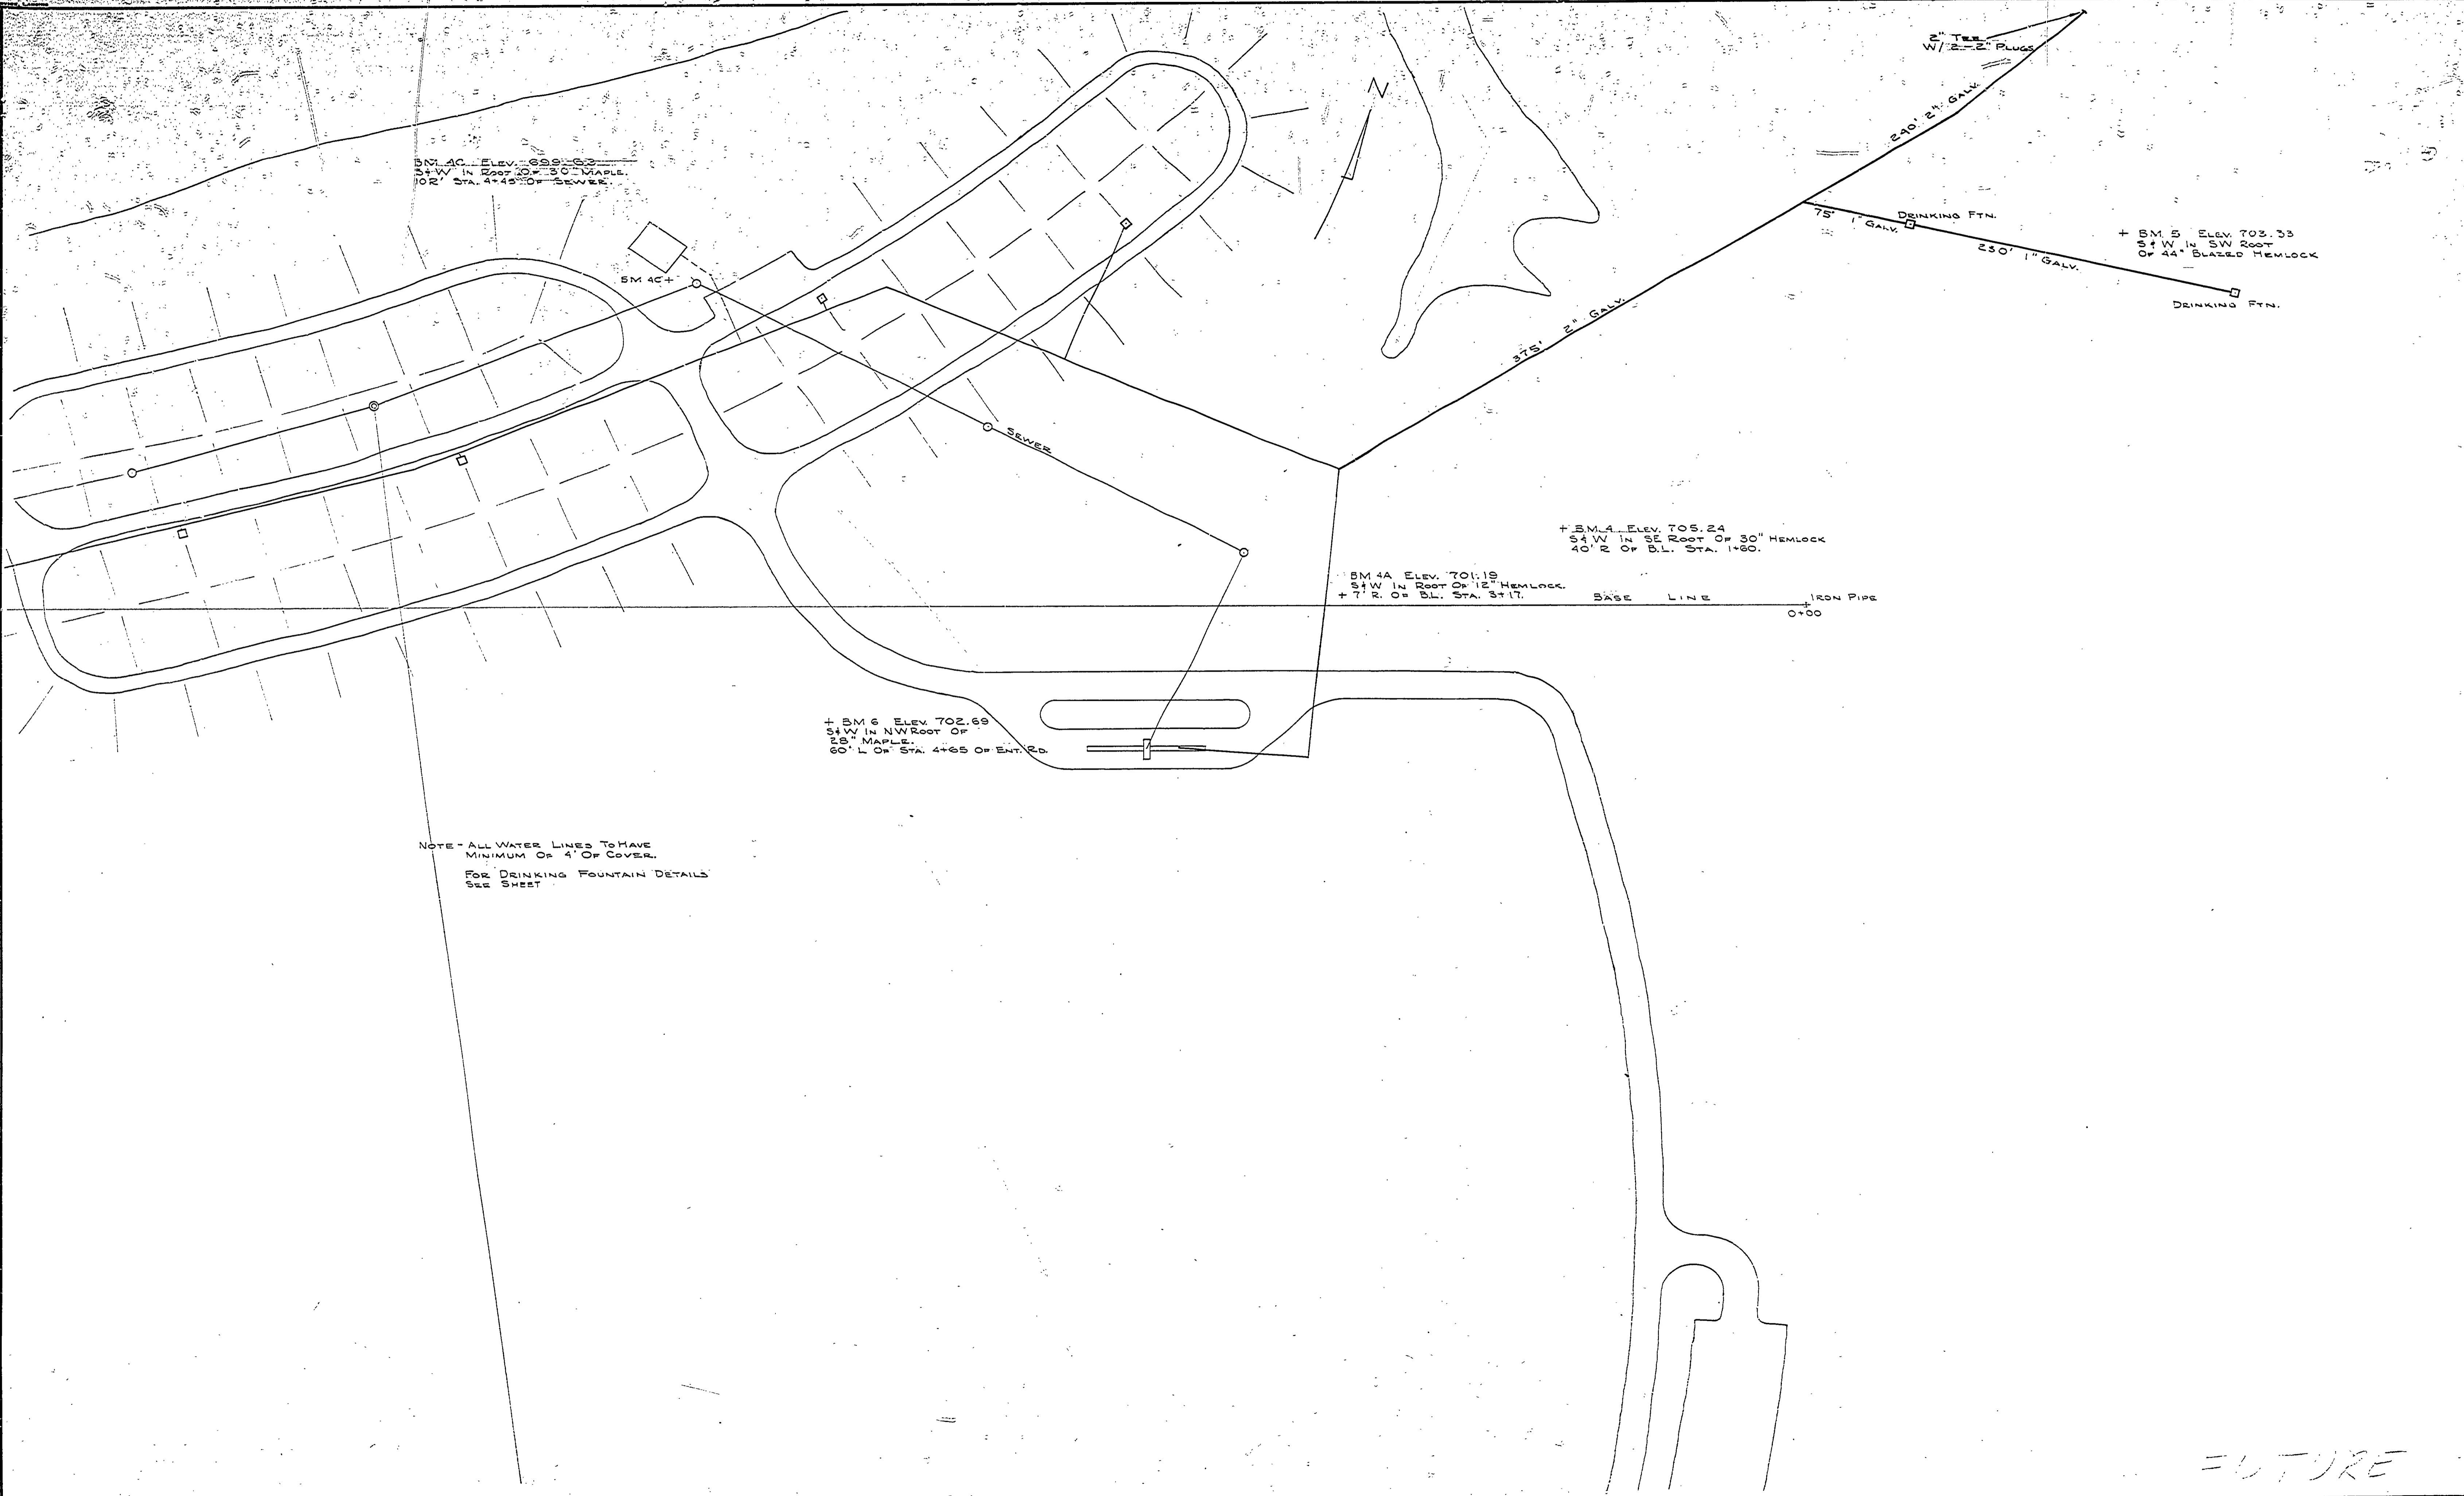 2" TEE
W/ 2-2" PLUGS
240' 2" GALV.
N
BM 4C ELEV. 699.62
S&W IN ROOT OF 30" MAPLE.
10 R' STA. 4+45 OF SEWER.
75' 1" GALV.
DRINKING FTN.
230' 1" GALV.
+ BM 5 ELEV. 703.33
S&W IN SW ROOT
OF 44" BLAZED HEMLOCK
DRINKING FTN.
BM 4C+
375' 2" GALV.
SEWER
+ BM 4 ELEV. 705.24
S&W IN SE ROOT OF 30" HEMLOCK
40' R OF B.L. STA. 1+60.
BM 4A ELEV. 701.19
S&W IN ROOT OF 12" HEMLOCK.
+ 7' R. OF B.L. STA. 3+17.
BASE LINE
IRON PIPE
0+00
+ BM 6 ELEV. 702.69
S&W IN NW ROOT OF
28" MAPLE.
60' L OF STA. 4+65 OF ENT. RD.
NOTE - ALL WATER LINES TO HAVE
MINIMUM OF 4' OF COVER.
FOR DRINKING FOUNTAIN DETAILS
SEE SHEET
FUTURE